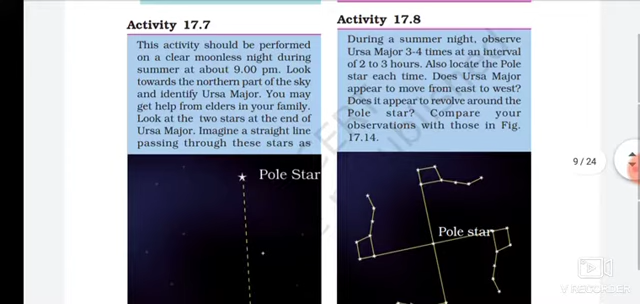 Activity 17.7
This activity should be performed
on a clear moonless night during
summer at about 9.00 pm. Look
towards the northern part of the sky
and identify Ursa Major. You may
get help from elders in your family.
Look at the two stars at the end of
Ursa Major. Imagine a straight line
passing through these stars as
Pole Star
Activity 17.8
During a summer night, observe
Ursa Major 3-4 times at an interval
of 2 to 3 hours. Also locate the Pole
star each time. Does Ursa Major
appear to move from east to west?
Does it appear to revolve around the
Pole star? Compare your
observations with those in Fig.
17.14.
Pole star
9 / 24
V RECORDER